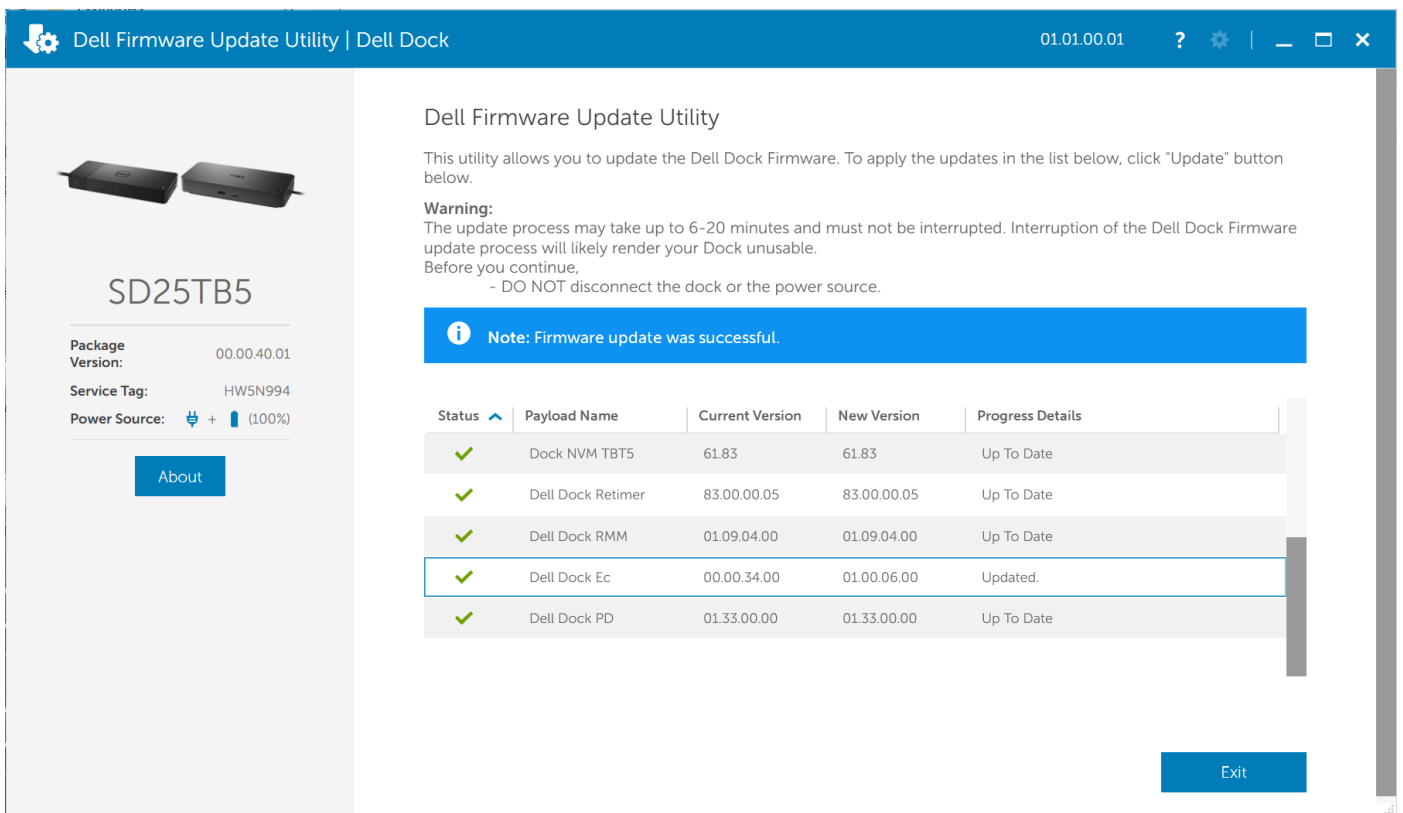 Dell Firmware Update Utility | Dell Dock
01.01.00.01
?
SD25TB5
Package
Version:
00.00.40.01
Service Tag: HW5N994
Power Source: + (100%)
About
Dell Firmware Update Utility
This utility allows you to update the Dell Dock Firmware. To apply the updates in the list below, click "Update" button
below.
Warning:
The update process may take up to 6-20 minutes and must not be interrupted. Interruption of the Dell Dock Firmware
update process will likely render your Dock unusable.
Before you continue,
- DO NOT disconnect the dock or the power source.
Note: Firmware update was successful.
Status Payload Name Current Version New Version Progress Details
Dock NVM TBT5 61.83 61.83 Up To Date
Dell Dock Retimer 83.00.00.05 83.00.00.05 Up To Date
Dell Dock RMM 01.09.04.00 01.09.04.00 Up To Date
Dell Dock Ec 00.00.34.00 01.00.06.00 Updated.
Dell Dock PD 01.33.00.00 01.33.00.00 Up To Date
Exit